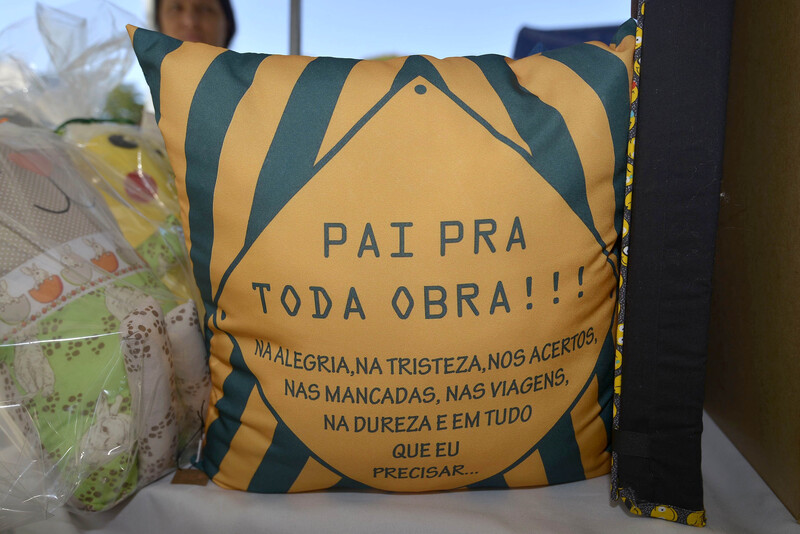 PAI PRA
TODA OBRA!!!
NA ALEGRIA, NA TRISTEZA, NOS ACERTOS,
NAS MANCADAS, NAS VIAGENS,
NA DUREZA E EM TUDO
QUE EU
PRECISAR...